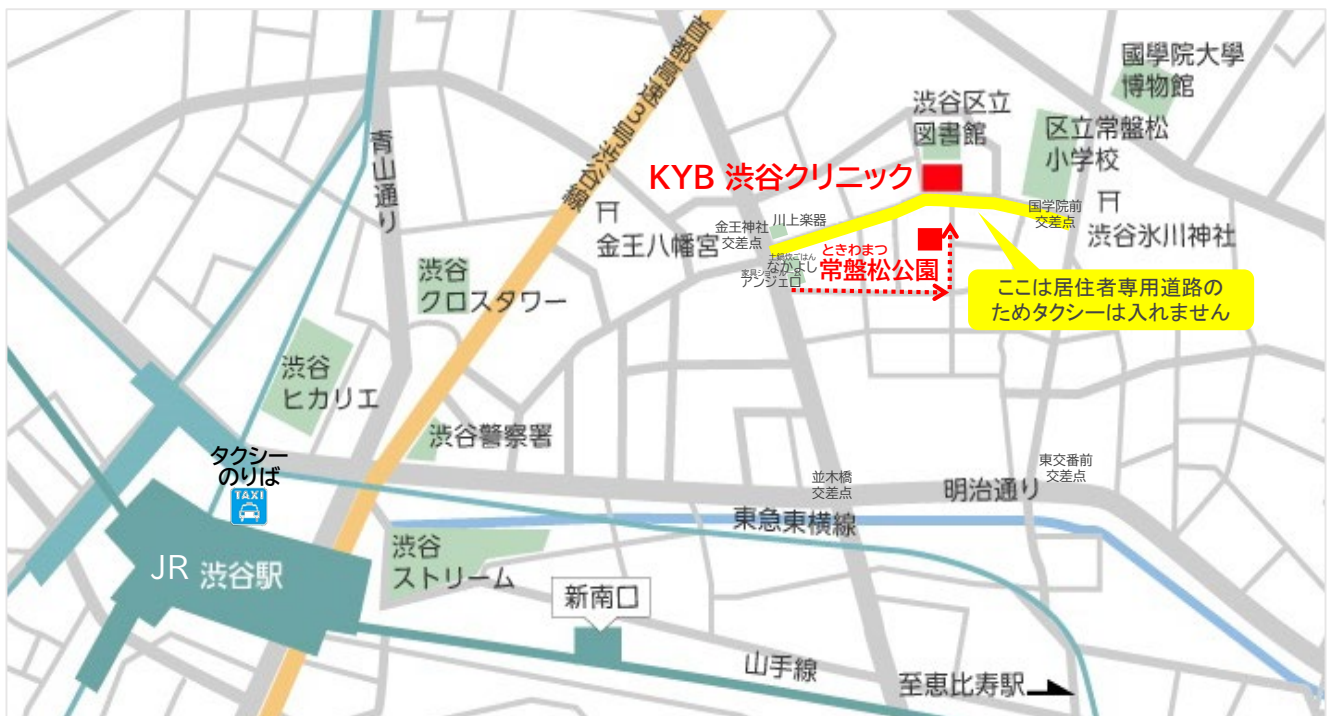 首都高速3号渋谷線
國學院大學
博物館
渋谷区立
図書館
区立常盤松
小学校
青山通り
KYB 渋谷クリニック
国学院前
交差点
渋谷氷川神社
金王八幡宮
金王神社
交差点
川上楽器
土鍋炊ごはん
なかよし
アンジェロ
ときわまつ
常盤松公園
ここは居住者専用道路の
ためタクシーは入れません
渋谷
クロスタワー
渋谷
ヒカリエ
渋谷警察署
タクシー
のりば
TAXI
並木橋
交差点
明治通り
東交番前
交差点
東急東横線
渋谷
ストリーム
JR 渋谷駅
新南口
山手線
至恵比寿駅